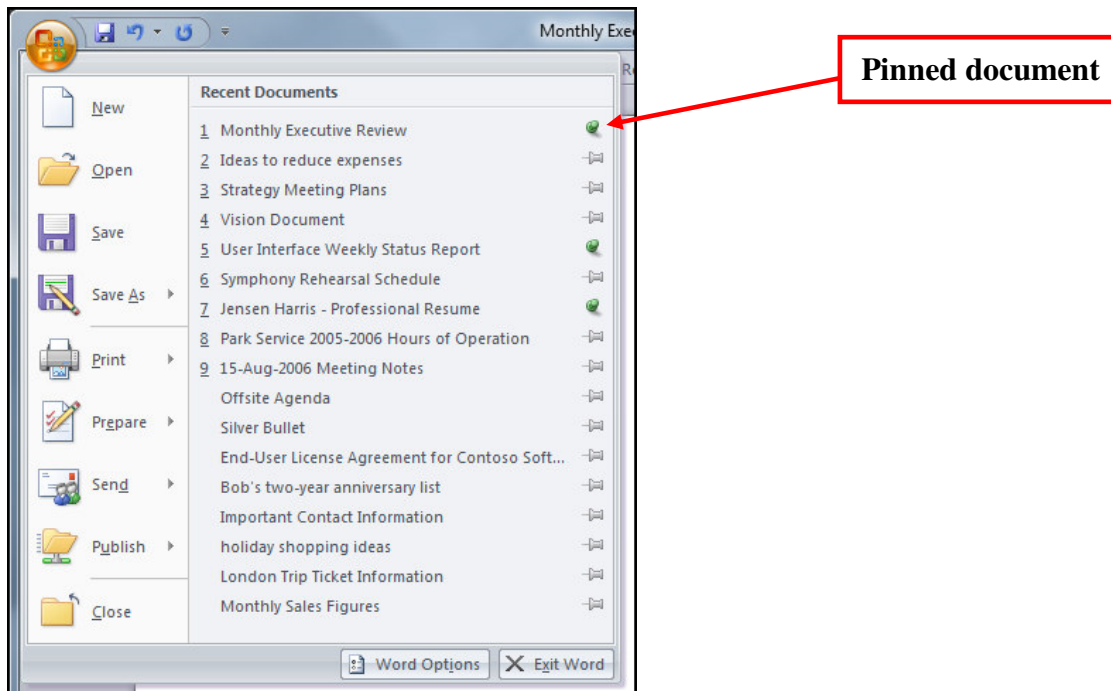 Monthly Exe
Pinned document
New
Open
Save
Save As
Print
Prepare
Send
Publish
Close
Recent Documents
1 Monthly Executive Review
2 Ideas to reduce expenses
3 Strategy Meeting Plans
4 Vision Document
5 User Interface Weekly Status Report
6 Symphony Rehearsal Schedule
7 Jensen Harris - Professional Resume
8 Park Service 2005-2006 Hours of Operation
9 15-Aug-2006 Meeting Notes
Offsite Agenda
Silver Bullet
End-User License Agreement for Contoso Soft...
Bob's two-year anniversary list
Important Contact Information
holiday shopping ideas
London Trip Ticket Information
Monthly Sales Figures
Word Options
Exit Word